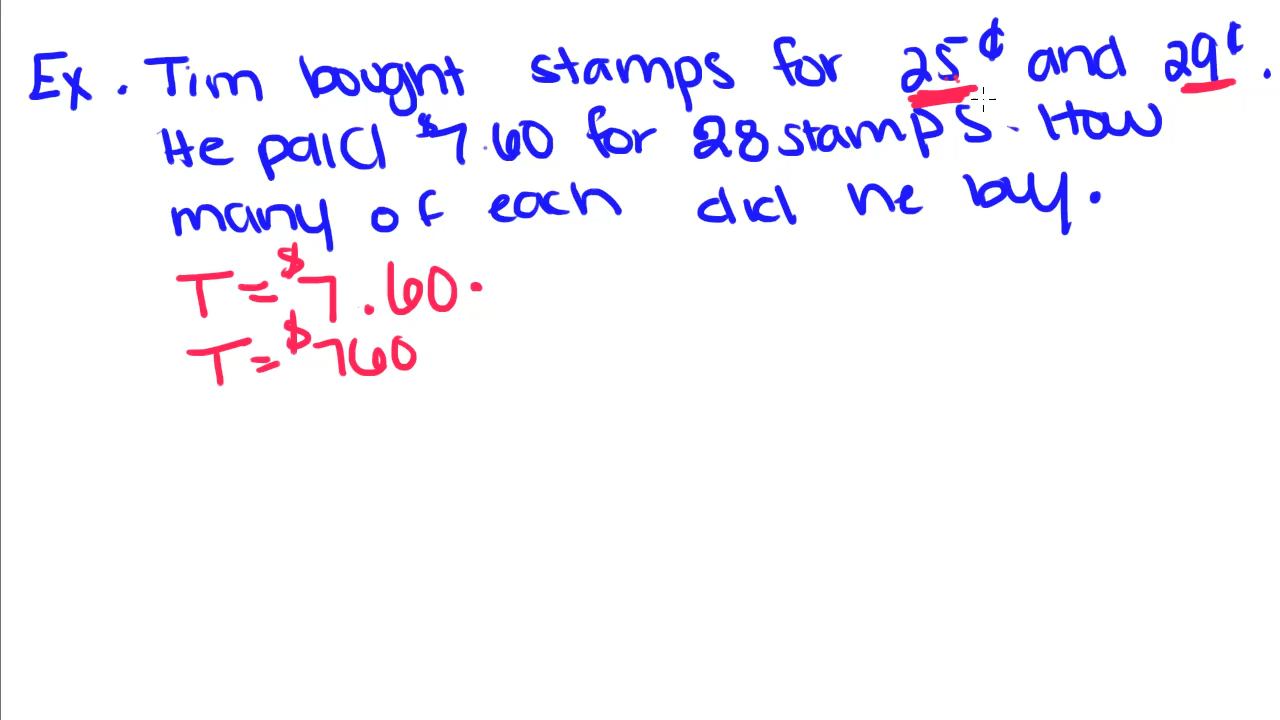 Ex. Tim bought stamps for 25¢ and 29¢.
He paid $7.60 for 28 stamps. How
many of each did he buy.
T=$7.60.
T=$760